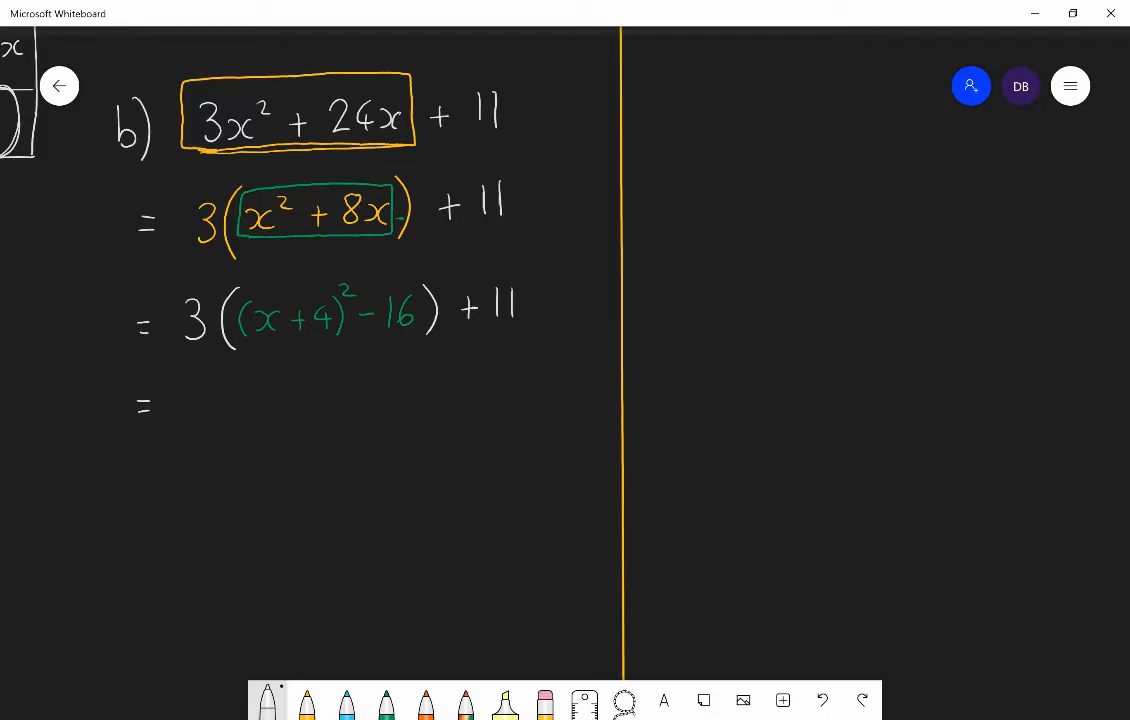 Microsoft Whiteboard
x
DB
b) 3x² + 24x + 11
= 3(x² + 8x) + 11
= 3((x + 4)² - 16) + 11
=
A